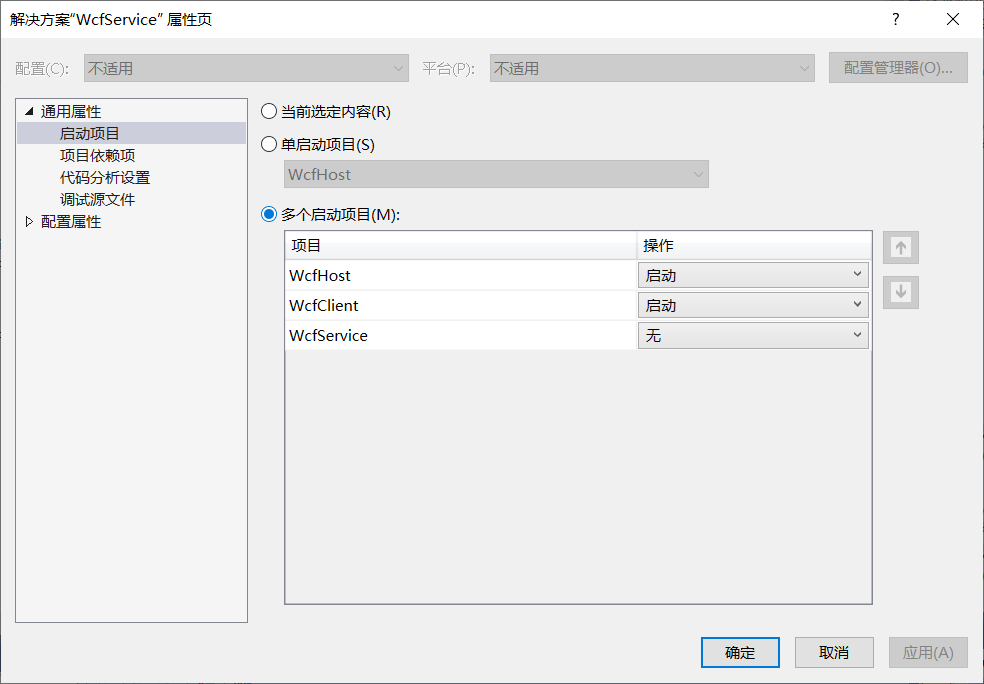 解决方案“WcfService” 属性页
?
配置(C):
不适用
平台(P):
不适用
配置管理器(O)...
通用属性
启动项目
项目依赖项
代码分析设置
调试源文件
配置属性
当前选定内容(R)
单启动项目(S)
WcfHost
多个启动项目(M):
项目 操作
WcfHost 启动
WcfClient 启动
WcfService 无
确定
取消
应用(A)